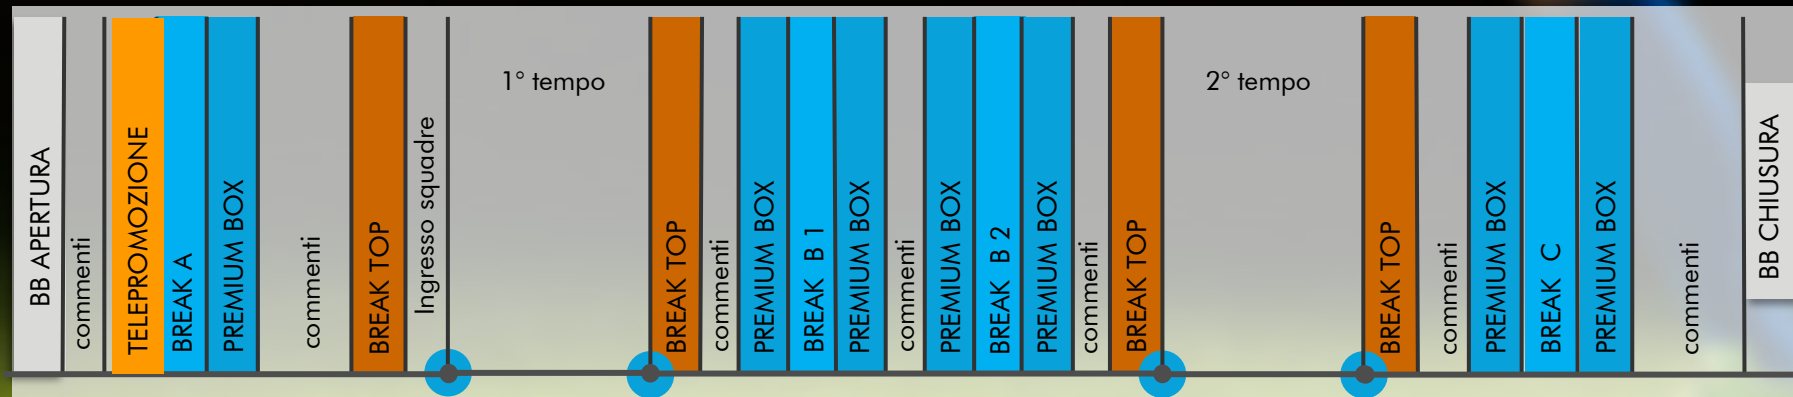 BB APERTURA
commenti
TELEPROMOZIONE
BREAK A
PREMIUM BOX
commenti
BREAK TOP
Ingresso squadre
1° tempo
BREAK TOP
commenti
PREMIUM BOX
BREAK B 1
PREMIUM BOX
commenti
PREMIUM BOX
BREAK B 2
PREMIUM BOX
commenti
BREAK TOP
2° tempo
BREAK TOP
commenti
PREMIUM BOX
BREAK C
PREMIUM BOX
commenti
BB CHIUSURA